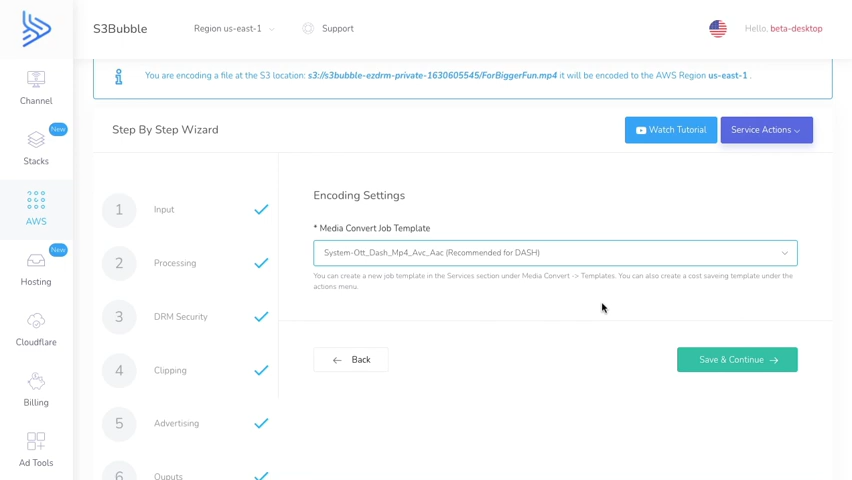 S3Bubble
Region us-east-1
Support
Hello, beta-desktop
Channel
New
Stacks
AWS
New
Hosting
Cloudflare
Billing
Ad Tools
You are encoding a file at the S3 location: s3://s3bubble-ezdrm-private-1630605545/ForBiggerFun.mp4 it will be encoded to the AWS Region us-east-1 .
Step By Step Wizard
Watch Tutorial
Service Actions
1 Input
2 Processing
3 DRM Security
4 Clipping
5 Advertising
6 Ouputs
Encoding Settings
* Media Convert Job Template
System-Ott_Dash_Mp4_Avc_Aac (Recommended for DASH)
You can create a new job template in the Services section under Media Convert -> Templates. You can also create a cost saveing template under the
actions menu.
Back
Save & Continue